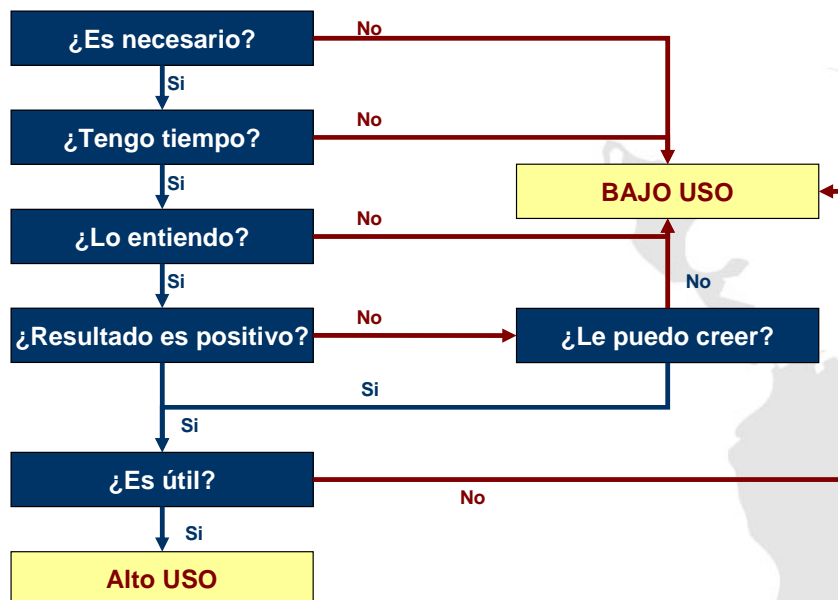 ¿Es necesario?
No
Si
¿Tengo tiempo?
No
Si
BAJO USO
¿Lo entiendo?
No
Si
No
¿Resultado es positivo?
No
¿Le puedo creer?
Si
Si
¿Es útil?
No
Si
Alto USO